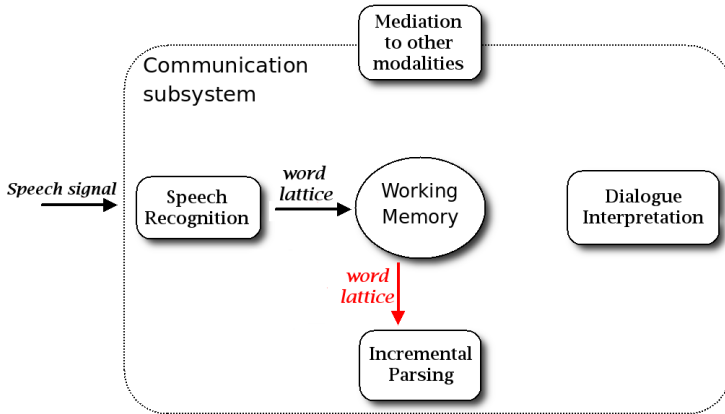 Mediation
to other
modalities
Communication
subsystem
Speech signal
Speech
Recognition
word
lattice
Working
Memory
Dialogue
Interpretation
word
lattice
Incremental
Parsing